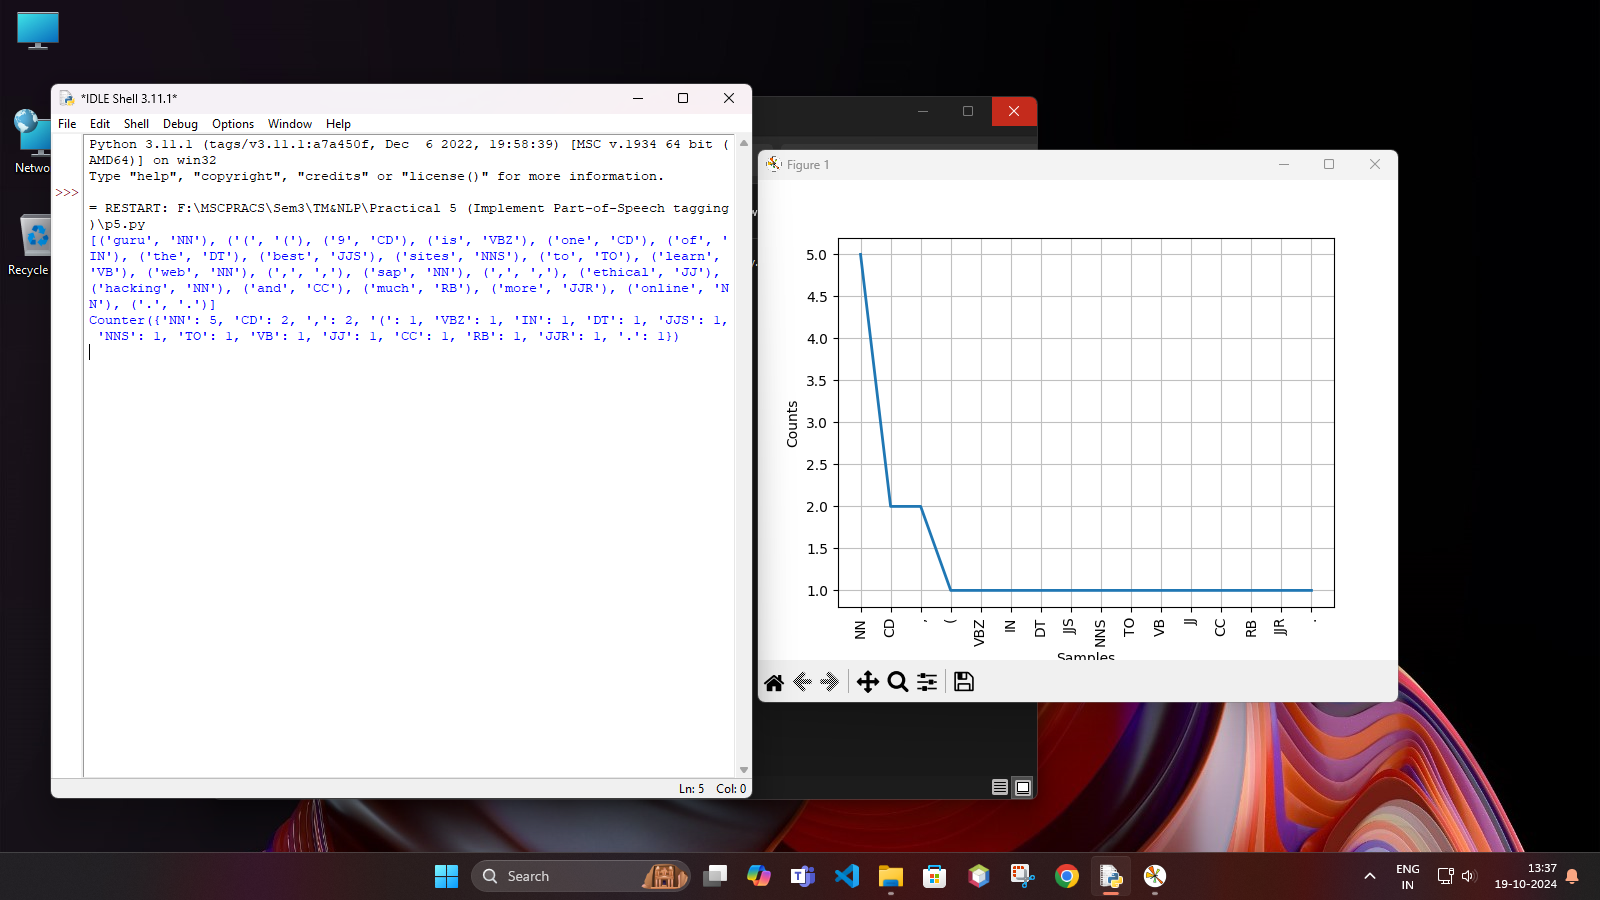 Netwo
Recycle
*IDLE Shell 3.11.1*
File Edit Shell Debug Options Window Help
Python 3.11.1 (tags/v3.11.1:a7a450f, Dec  6 2022, 19:58:39) [MSC v.1934 64 bit (
AMD64)] on win32
Type "help", "copyright", "credits" or "license()" for more information.
>>>
= RESTART: F:\MSCPRACS\Sem3\TM&NLP\Practical 5 (Implement Part-of-Speech tagging
)\p5.py
[('guru', 'NN'), ('(', '('), ('9', 'CD'), ('is', 'VBZ'), ('one', 'CD'), ('of', '
IN'), ('the', 'DT'), ('best', 'JJS'), ('sites', 'NNS'), ('to', 'TO'), ('learn',
'VB'), ('web', 'NN'), (',', ','), ('sap', 'NN'), (',', ','), ('ethical', 'JJ'),
('hacking', 'NN'), ('and', 'CC'), ('much', 'RB'), ('more', 'JJR'), ('online', 'N
N'), ('.', '.')]
Counter({'NN': 5, 'CD': 2, ',': 2, '(': 1, 'VBZ': 1, 'IN': 1, 'DT': 1, 'JJS': 1,
'NNS': 1, 'TO': 1, 'VB': 1, 'JJ': 1, 'CC': 1, 'RB': 1, 'JJR': 1, '.': 1})
Ln: 5 Col: 0
Figure 1
5.0
4.5
4.0
3.5
3.0
2.5
2.0
1.5
1.0
Counts
NN CD , ( VBZ IN DT JJS NNS TO VB JJ CC RB JJR .
Samples
Search
ENG
IN
13:37
19-10-2024